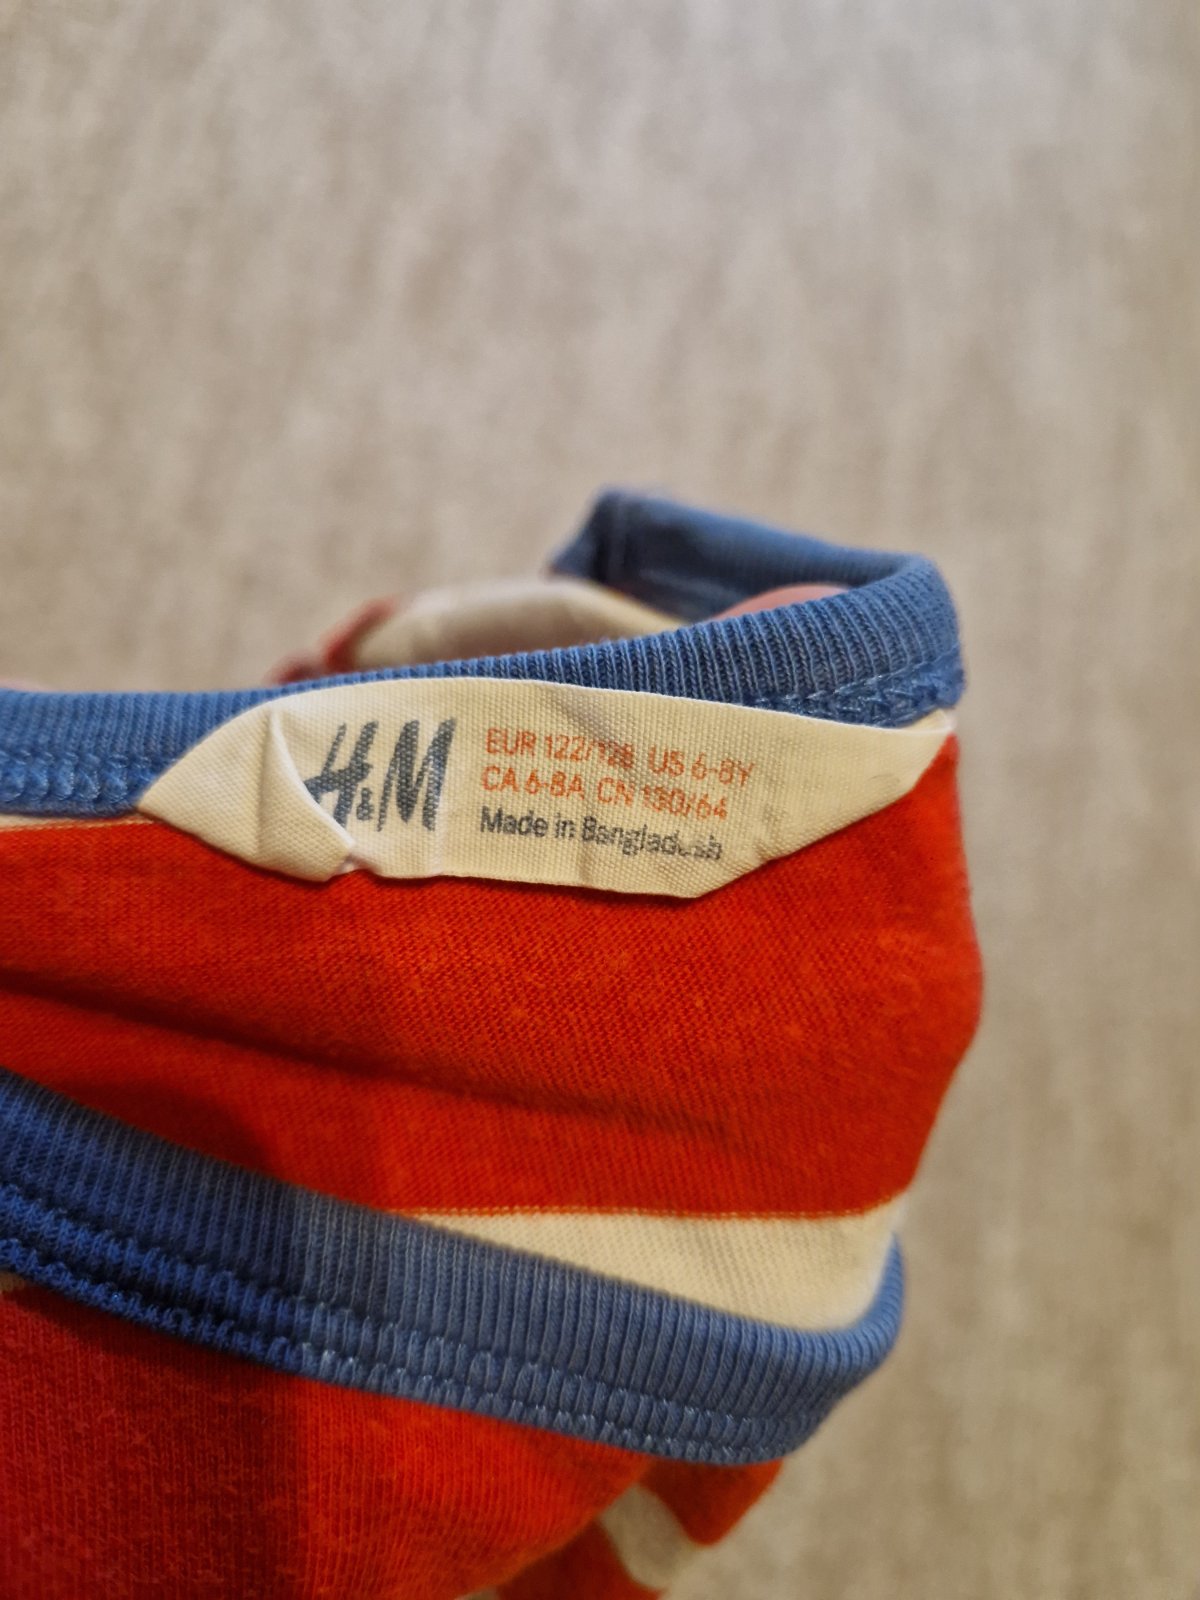 H&M
EUR 122/128 US 6-8Y
CA 6-8A CN 130/64
Made in Bangladesh